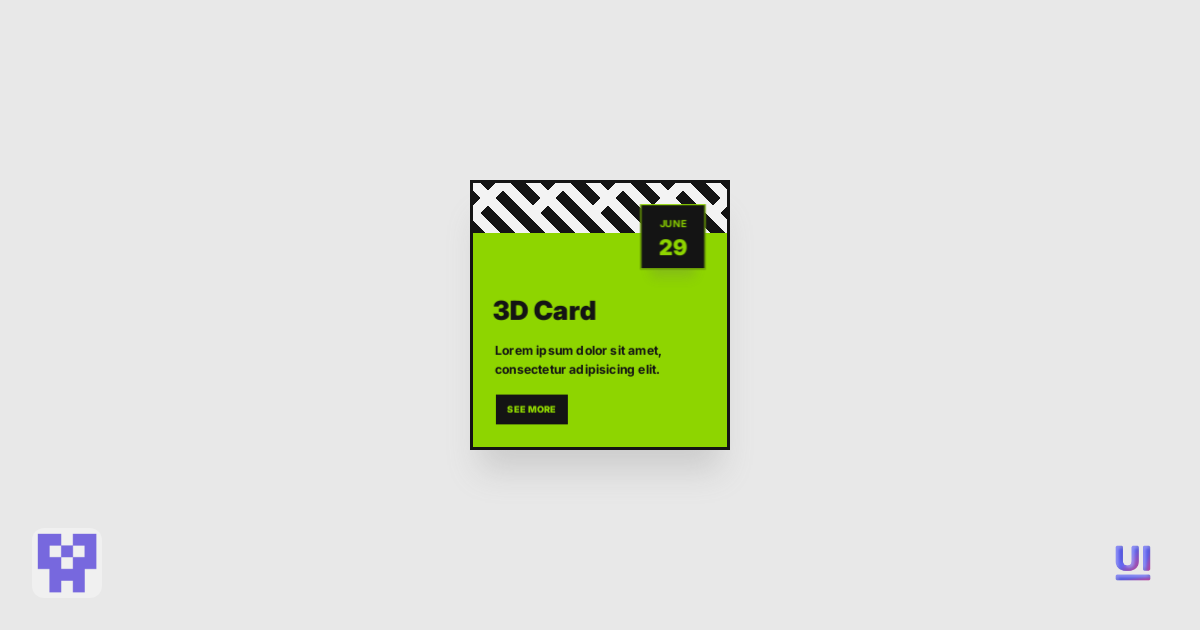 JUNE
29
3D Card
Lorem ipsum dolor sit amet,
consectetur adipisicing elit.
SEE MORE
UI